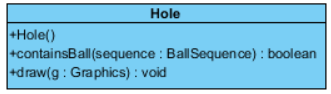 Hole
+Hole()
+containsBall(sequence : BallSequence) : boolean
+draw(g : Graphics) : void